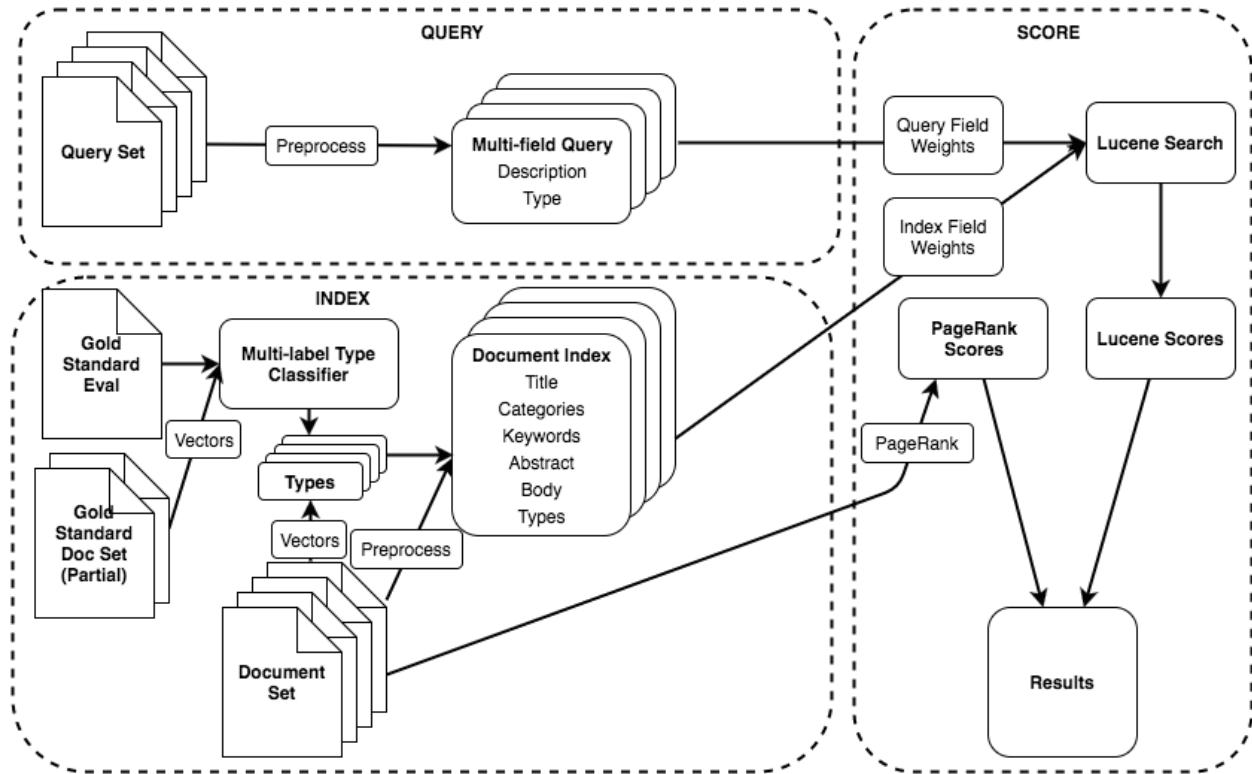 QUERY
Query Set
Preprocess
Multi-field Query
Description
Type
INDEX
Gold
Standard
Eval
Multi-label Type
Classifier
Vectors
Types
Gold
Standard
Doc Set
(Partial)
Vectors
Preprocess
Document Index
Title
Categories
Keywords
Abstract
Body
Types
Document
Set
SCORE
Query Field
Weights
Lucene Search
Index Field
Weights
PageRank
Scores
Lucene Scores
PageRank
Results